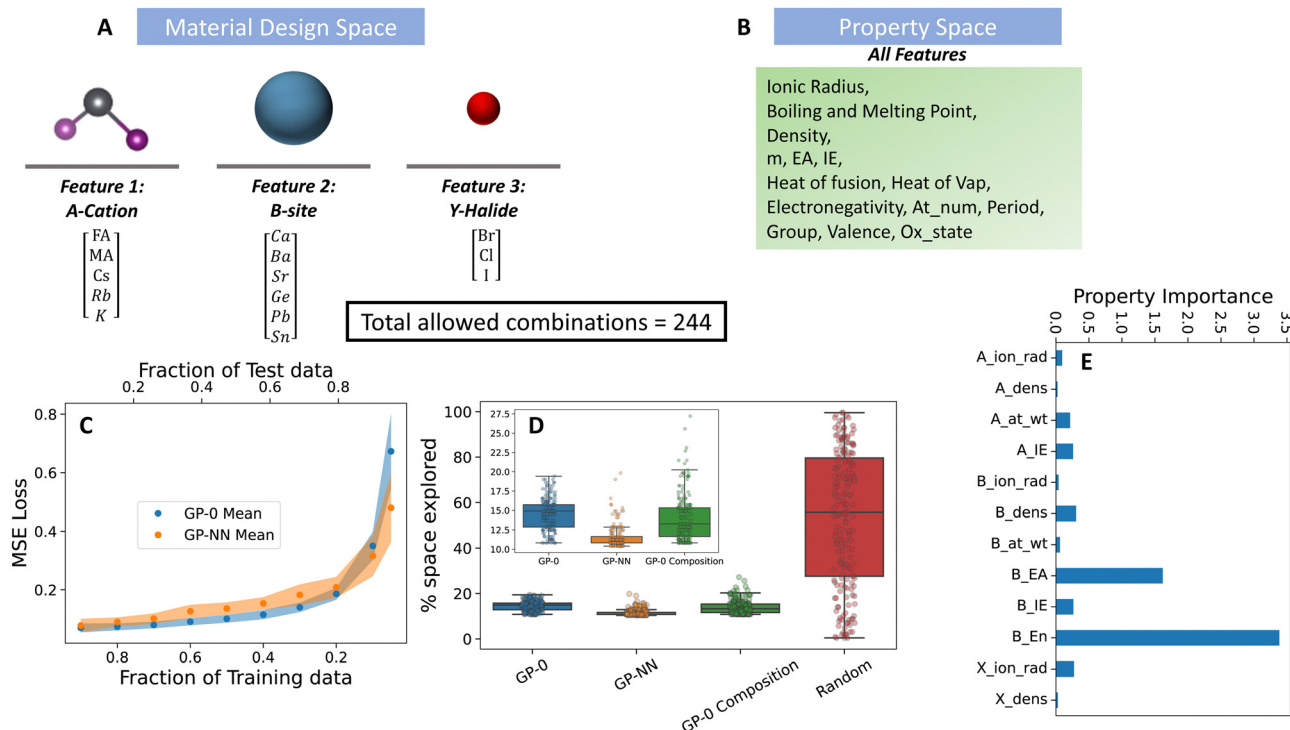 A
Material Design Space
Feature 1:
A-Cation
FA
MA
Cs
Rb
K
Feature 2:
B-site
Ca
Ba
Sr
Ge
Pb
Sn
Feature 3:
Y-Halide
Br
Cl
I
Total allowed combinations = 244
B
Property Space
All Features
Ionic Radius,
Boiling and Melting Point,
Density,
m, EA, IE,
Heat of fusion, Heat of Vap,
Electronegativity, At_num, Period,
Group, Valence, Ox_state
Fraction of Test data
0.2 0.4 0.6 0.8
C
MSE Loss
0.8
0.6
0.4
0.2
GP-0 Mean
GP-NN Mean
0.8 0.6 0.4 0.2
Fraction of Training data
D
% space explored
100
80
60
40
20
0
27.5
25.0
22.5
20.0
17.5
15.0
12.5
10.0
GP-0 GP-NN GP-0 Composition
GP-0
GP-NN
GP-0 Composition
Random
Property Importance
0.0 0.5 1.0 1.5 2.0 2.5 3.0 3.5
E
A_ion_rad
A_dens
A_at_wt
A_IE
B_ion_rad
B_dens
B_at_wt
B_EA
B_IE
B_En
X_ion_rad
X_dens